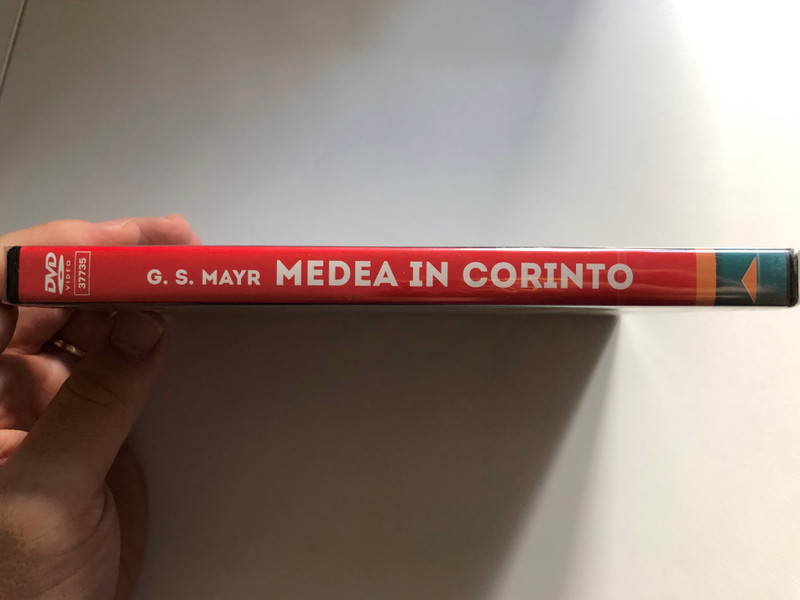 DVD
VIDEO
37735
G. S. MAYR MEDEA IN CORINTO